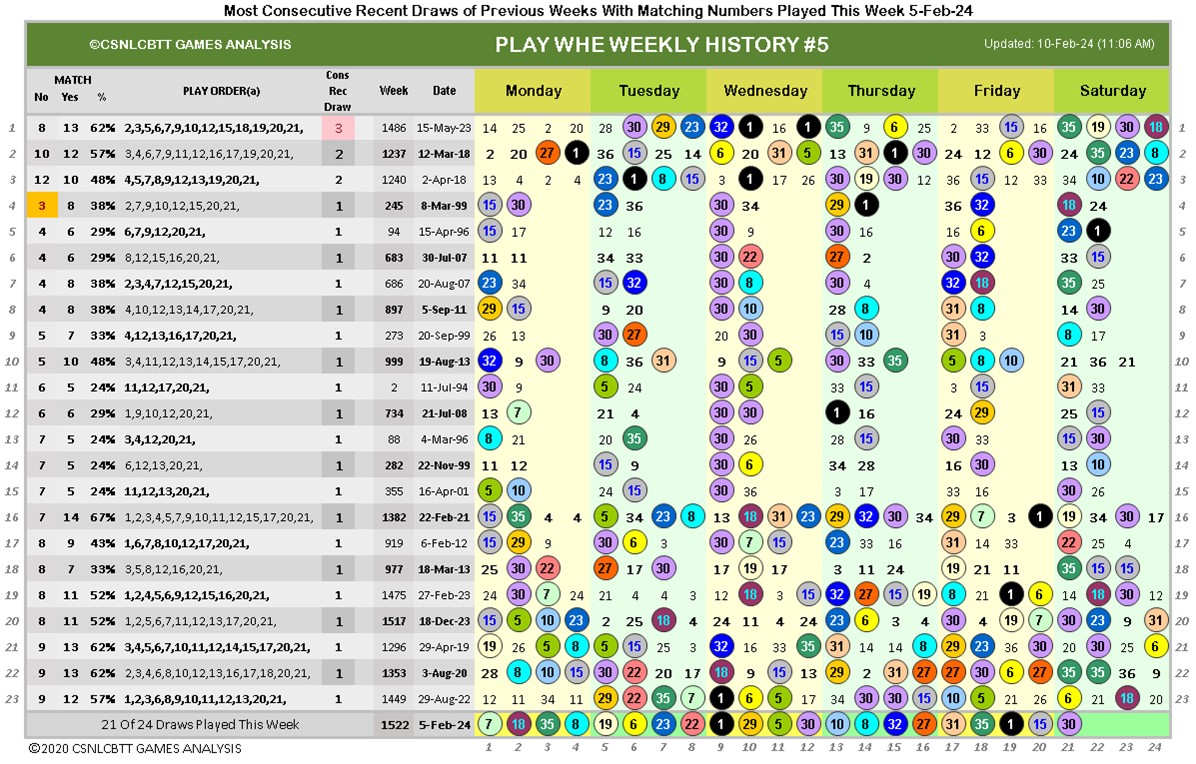 Most Consecutive Recent Draws of Previous Weeks With Matching Numbers Played This Week 5-Feb-24
©CSNLCBTT GAMES ANALYSIS PLAY WHE WEEKLY HISTORY #5 Updated: 10-Feb-24 (11:06 AM)
MATCH Cons
No Yes % PLAY ORDER(a) Rec Week Date Monday Tuesday Wednesday Thursday Friday Saturday
Draw
1 8 13 62% 2,3,5,6,7,9,10,12,15,18,19,20,21, 3 1486 15-May-23 14 25 2 20 28 30 29 23 32 1 16 1 35 9 6 25 2 33 15 16 35 19 30 18 1
2 10 12 57% 3,4,6,7,9,11,12,16,17,19,20,21, 2 1237 12-Mar-18 2 20 27 1 36 15 25 14 6 20 31 5 13 31 1 30 24 12 6 30 24 35 23 8 2
3 12 10 48% 4,5,7,8,9,12,13,19,20,21, 2 1240 2-Apr-18 13 4 2 4 23 1 8 15 3 1 17 26 30 19 30 12 36 15 12 33 34 10 22 23 3
4 3 8 38% 2,7,9,10,12,15,20,21, 1 245 8-Mar-99 15 30 23 36 30 34 29 1 36 32 18 24 4
5 4 6 29% 6,7,9,12,20,21, 1 94 15-Apr-96 15 17 12 16 30 9 30 16 16 6 23 1 5
6 4 6 29% 8,12,15,16,20,21, 1 683 30-Jul-07 11 11 34 33 30 22 27 2 30 32 33 15 6
7 4 8 38% 2,3,4,7,12,15,20,21, 1 686 20-Aug-07 23 34 15 32 30 8 30 4 32 18 35 25 7
8 4 8 38% 4,10,12,13,14,17,20,21, 1 897 5-Sep-11 29 15 9 20 30 10 28 8 31 8 14 30 8
9 5 7 33% 4,12,13,16,17,20,21, 1 273 20-Sep-99 26 13 30 27 20 30 15 10 31 3 8 17 9
10 5 10 48% 3,4,11,12,13,14,15,17,20,21, 1 999 19-Aug-13 32 9 30 8 36 31 9 15 5 30 33 35 5 8 10 21 36 21 10
11 6 5 24% 11,12,17,20,21, 1 2 11-Jul-94 30 9 5 24 30 5 33 15 3 15 31 33 11
12 6 6 29% 1,9,10,12,20,21, 1 734 21-Jul-08 13 7 21 4 30 30 1 16 24 29 25 15 12
13 7 5 24% 3,4,12,20,21, 1 88 4-Mar-96 8 21 20 35 30 26 28 15 30 33 15 30 13
14 7 5 24% 6,12,13,20,21, 1 282 22-Nov-99 11 12 15 9 30 6 34 28 16 30 13 10 14
15 7 5 24% 11,12,13,20,21, 1 355 16-Apr-01 5 10 24 15 30 36 3 17 33 16 30 26 15
16 7 14 67% 1,2,3,4,5,7,9,10,11,12,15,17,20,21, 1 1382 22-Feb-21 15 35 4 4 5 34 23 8 13 18 31 23 29 32 30 34 29 7 3 1 19 34 30 17 16
17 8 9 43% 1,6,7,8,10,12,17,20,21, 1 919 6-Feb-12 15 29 9 30 6 3 30 7 15 23 33 16 31 14 33 22 25 4 17
18 8 7 33% 3,5,8,12,16,20,21, 1 977 18-Mar-13 25 30 22 27 17 30 17 19 17 3 11 24 19 21 11 35 15 15 18
19 8 11 52% 1,2,4,5,6,9,12,15,16,20,21, 1 1475 27-Feb-23 24 30 7 24 21 4 4 3 12 18 3 15 32 27 15 19 8 21 1 6 14 18 30 12 19
20 8 11 52% 1,2,5,6,7,11,12,13,17,20,21, 1 1517 18-Dec-23 15 5 10 23 2 25 18 4 24 11 4 24 23 6 3 4 30 4 19 7 30 23 9 31 20
21 9 13 62% 3,4,5,6,7,10,11,12,14,15,17,20,21, 1 1296 29-Apr-19 19 26 5 8 5 15 25 3 32 16 33 35 31 14 14 8 29 23 36 30 20 30 25 6 21
22 9 13 62% 2,3,4,6,8,10,12,13,16,17,18,20,21, 1 1353 3-Aug-20 28 8 10 15 30 22 20 17 18 9 15 13 29 2 31 27 27 30 6 27 35 35 36 9 22
23 9 12 57% 1,2,3,6,8,9,10,11,12,13,20,21, 1 1449 29-Aug-22 12 11 34 11 29 22 35 7 1 6 5 17 34 30 30 15 10 5 21 26 6 21 18 20 23
21 Of 24 Draws Played This Week 1522 5-Feb-24 7 18 35 8 19 6 23 22 1 29 5 30 10 8 32 27 31 35 1 15 30
©2020 CSNLCBTT GAMES ANALYSIS 1 2 3 4 5 6 7 8 9 10 11 12 13 14 15 16 17 18 19 20 21 22 23 24